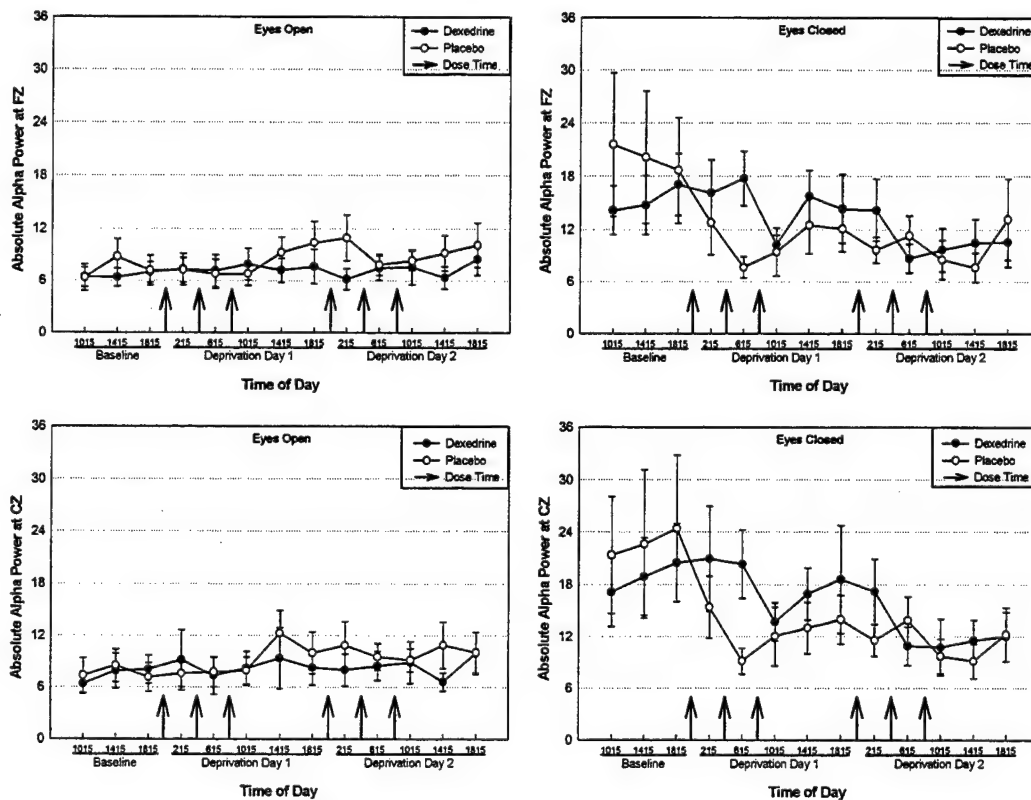 Absolute Alpha Power at FZ
36
30
24
18
12
6
0
Eyes Open
Dexedrine
Placebo
Dose Time
1015 1415 1815 215 615 1015 1415 1815 215 615 1015 1415 1815
Baseline Deprivation Day 1 Deprivation Day 2
Time of Day
Absolute Alpha Power at FZ
36
30
24
18
12
6
0
Eyes Closed
Dexedrine
Placebo
Dose Time
1015 1415 1815 215 615 1015 1415 1815 215 615 1015 1415 1815
Baseline Deprivation Day 1 Deprivation Day 2
Time of Day
Absolute Alpha Power at CZ
36
30
24
18
12
6
0
Eyes Open
Dexedrine
Placebo
Dose Time
1015 1415 1815 215 615 1015 1415 1815 215 615 1015 1415 1815
Baseline Deprivation Day 1 Deprivation Day 2
Time of Day
Absolute Alpha Power at CZ
36
30
24
18
12
6
0
Eyes Closed
Dexedrine
Placebo
Dose Time
1015 1415 1815 215 615 1015 1415 1815 215 615 1015 1415 1815
Baseline Deprivation Day 1 Deprivation Day 2
Time of Day